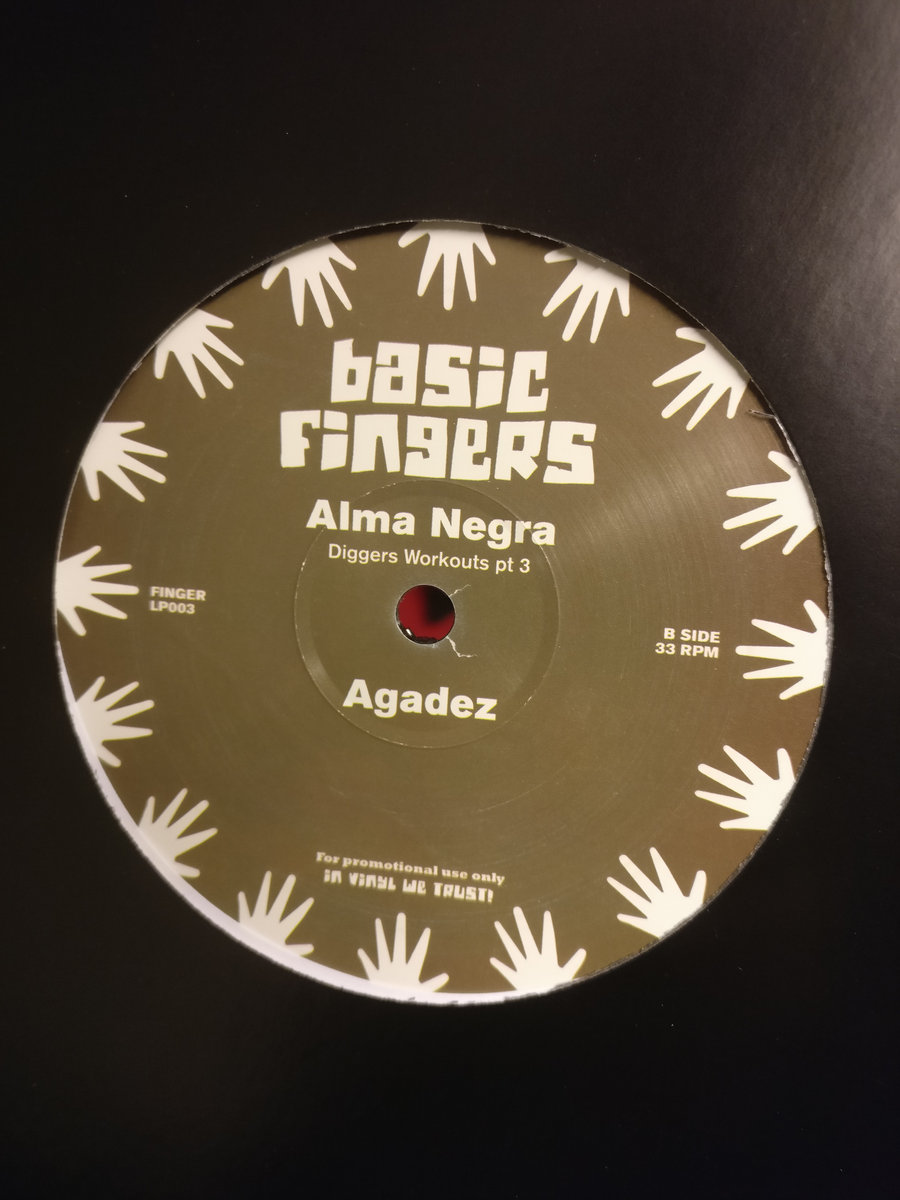 basic
fingers
Alma Negra
Diggers Workouts pt 3
FINGER
LP003
B SIDE
33 RPM
Agadez
For promotional use only
in vinyl we trust!